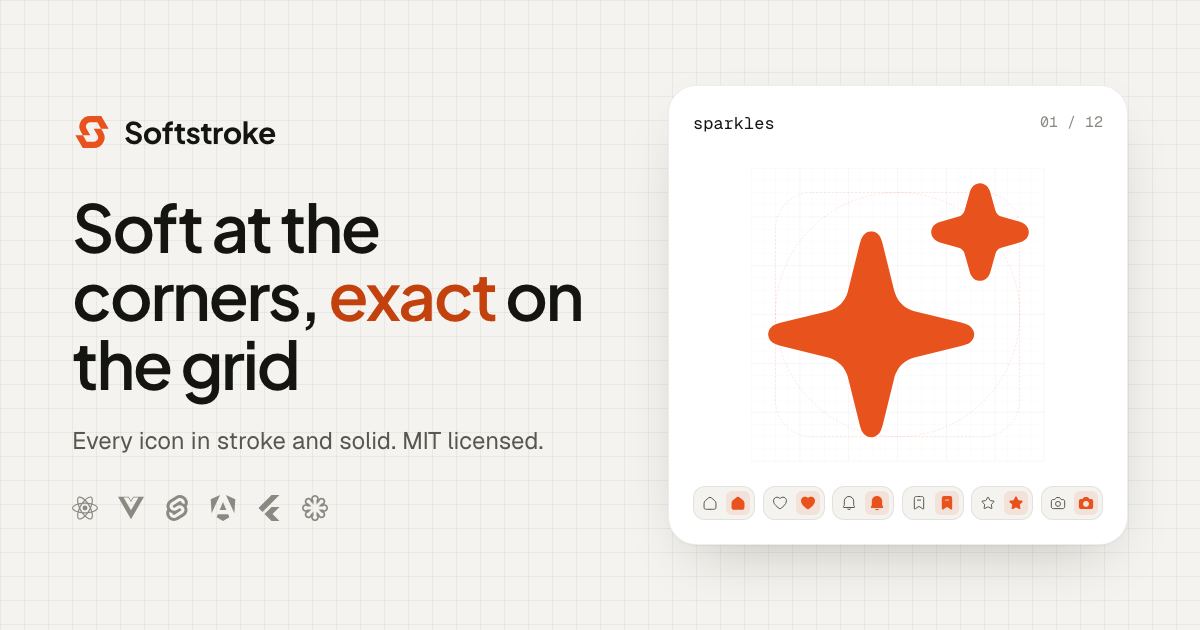 Softstroke
Soft at the
corners, exact on
the grid
Every icon in stroke and solid. MIT licensed.
sparkles
01 / 12